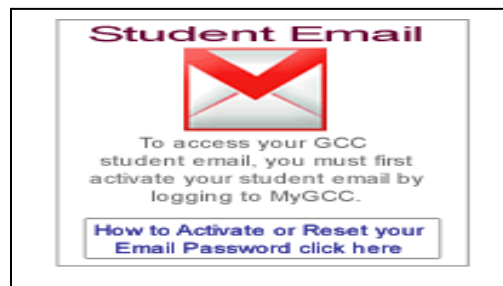 Student Email
To access your GCC
student email, you must first
activate your student email by
logging to MyGCC.
How to Activate or Reset your
Email Password click here